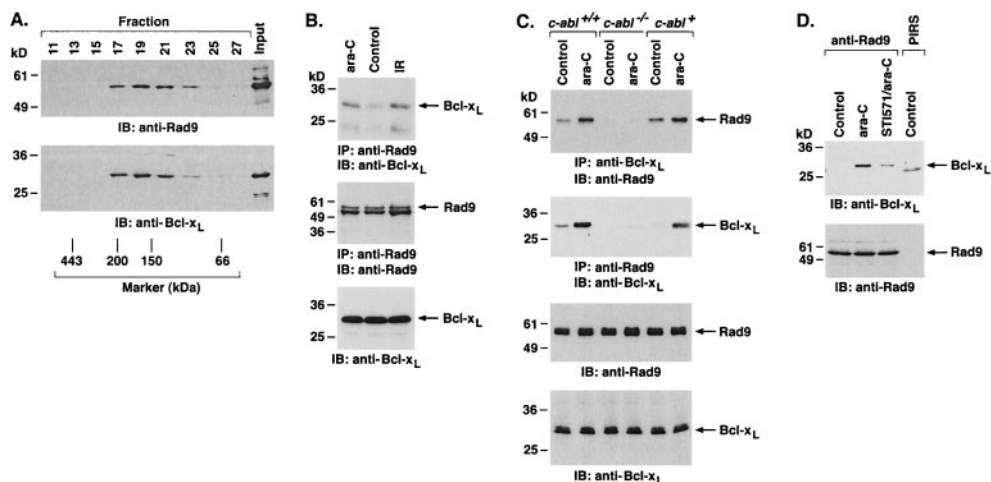 A.
Fraction
kD
11 13 15 17 19 21 23 25 27 Input
61
49
IB: anti-Rad9
36
25
IB: anti-Bcl-xL
443 200 150 66
Marker (kDa)
B.
ara-C Control IR
kD
36
25
Bcl-xL
IP: anti-Rad9
IB: anti-Bcl-xL
61
49
36
Rad9
IP: anti-Rad9
IB: anti-Rad9
36
25
Bcl-xL
IB: anti-Bcl-xL
C.
c-abl+/+ c-abl-/- c-abl+
Control ara-C Control ara-C Control ara-C
kD
61
49
Rad9
IP: anti-Bcl-xL
IB: anti-Rad9
36
25
Bcl-xL
IP: anti-Rad9
IB: anti-Bcl-xL
61
49
Rad9
IB: anti-Rad9
36
25
Bcl-xL
IB: anti-Bcl-xL
D.
anti-Rad9 PIRS
Control ara-C STI571/ara-C Control
kD
36
25
Bcl-xL
IB: anti-Bcl-xL
61
49
Rad9
IB: anti-Rad9